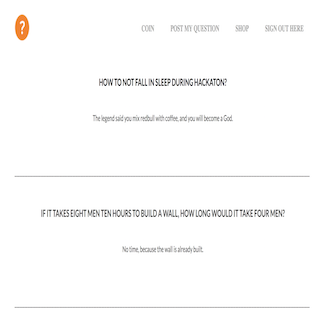 ?
COIN POST MY QUESTION SHOP SIGN OUT HERE
HOW TO NOT FALL IN SLEEP DURING HACKATON?
The legend said you mix redbull with coffee, and you will become a God.
IF IT TAKES EIGHT MEN TEN HOURS TO BUILD A WALL, HOW LONG WOULD IT TAKE FOUR MEN?
No time, because the wall is already built.